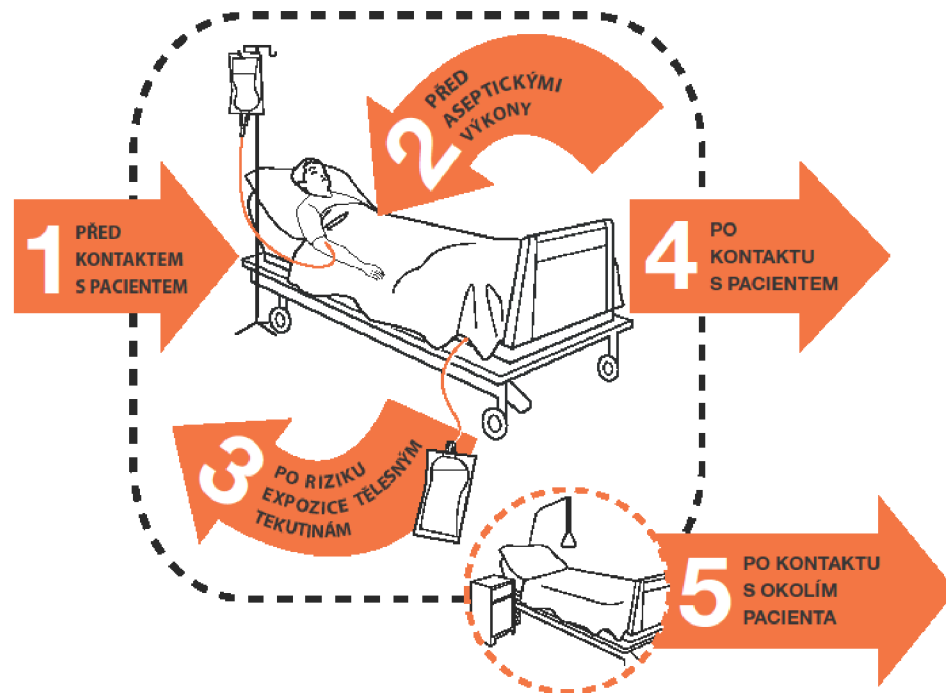 1
PŘED
KONTAKTEM
S PACIENTEM
2
PŘED
ASEPTICKÝMI
VÝKONY
3
PO RIZIKU
EXPOZICE TĚLESNÝM
TEKUTINÁM
4
PO
KONTAKTU
S PACIENTEM
5
PO KONTAKTU
S OKOLÍM
PACIENTA